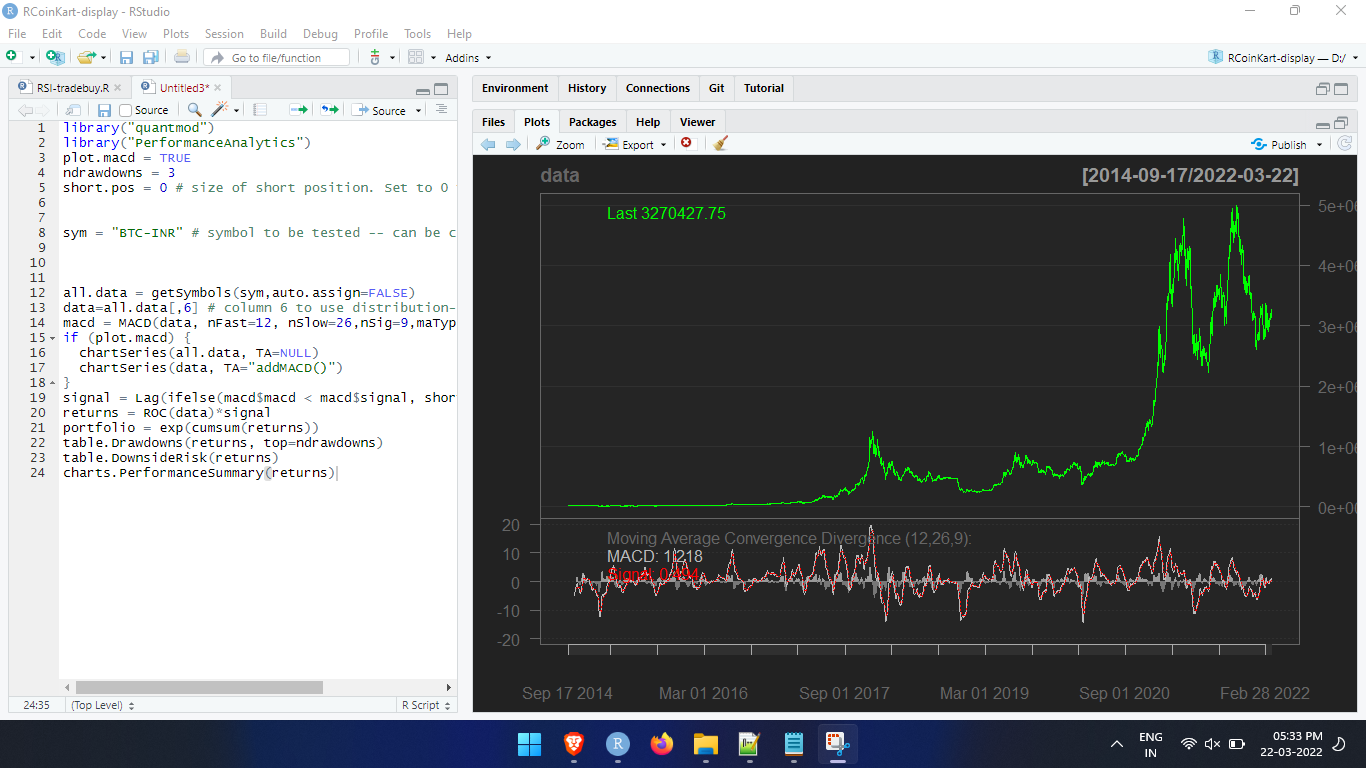 RCoinKart-display - RStudio
File Edit Code View Plots Session Build Debug Profile Tools Help
Go to file/function Addins RCoinKart-display — D:/
RSI-tradebuy.R Untitled3*
Source Source
1 library("quantmod")
2 library("PerformanceAnalytics")
3 plot.macd = TRUE
4 ndrawdowns = 3
5 short.pos = 0 # size of short position. Set to 0
6
7
8 sym = "BTC-INR" # symbol to be tested -- can be c
9
10
11
12 all.data = getSymbols(sym,auto.assign=FALSE)
13 data=all.data[,6] # column 6 to use distribution-
14 macd = MACD(data, nFast=12, nSlow=26,nSig=9,maTyp
15 if (plot.macd) {
16 chartSeries(all.data, TA=NULL)
17 chartSeries(data, TA="addMACD()")
18 }
19 signal = Lag(ifelse(macd$macd < macd$signal, shor
20 returns = ROC(data)*signal
21 portfolio = exp(cumsum(returns))
22 table.Drawdowns(returns, top=ndrawdowns)
23 table.DownsideRisk(returns)
24 charts.PerformanceSummary(returns)
24:35 (Top Level) R Script
Environment History Connections Git Tutorial
Files Plots Packages Help Viewer
Zoom Export Publish
data [2014-09-17/2022-03-22]
Last 3270427.75
5e+06
4e+06
3e+06
2e+06
1e+06
0e+00
Moving Average Convergence Divergence (12,26,9):
MACD: 1.218
Signal:
20
10
0
-10
-20
Sep 17 2014 Mar 01 2016 Sep 01 2017 Mar 01 2019 Sep 01 2020 Feb 28 2022
ENG
IN
05:33 PM
22-03-2022